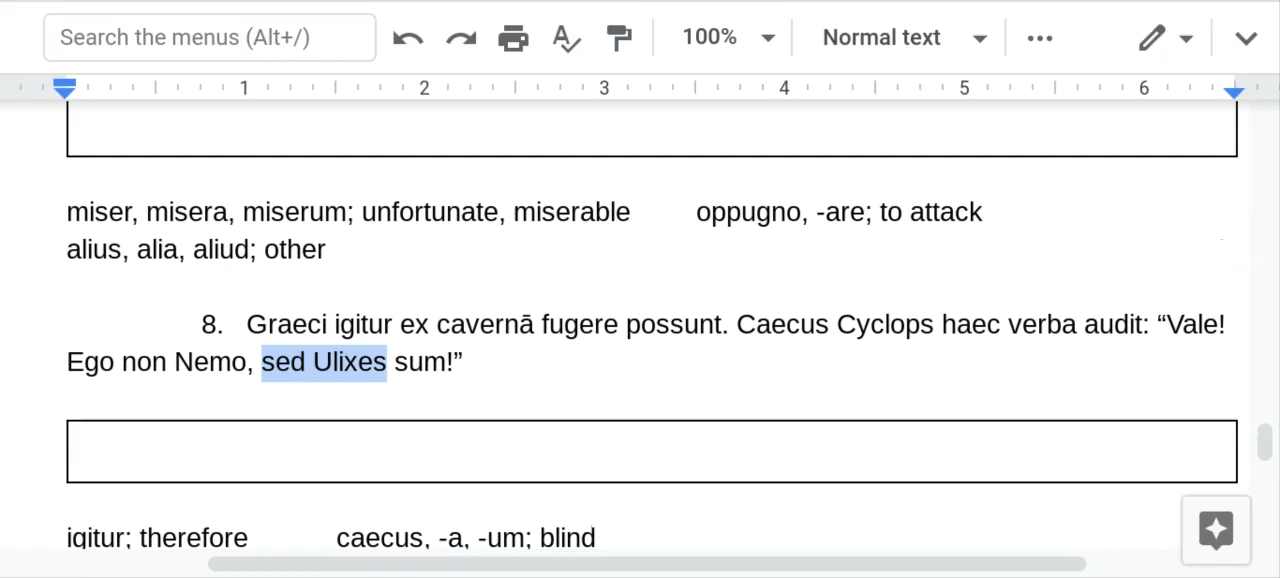 Search the menus (Alt+/)
100%
Normal text
1 2 3 4 5 6
miser, misera, miserum; unfortunate, miserable oppugno, -are; to attack
alius, alia, aliud; other
8. Graeci igitur ex cavernā fugere possunt. Caecus Cyclops haec verba audit: “Vale!
Ego non Nemo, sed Ulixes sum!”
igitur; therefore caecus, -a, -um; blind